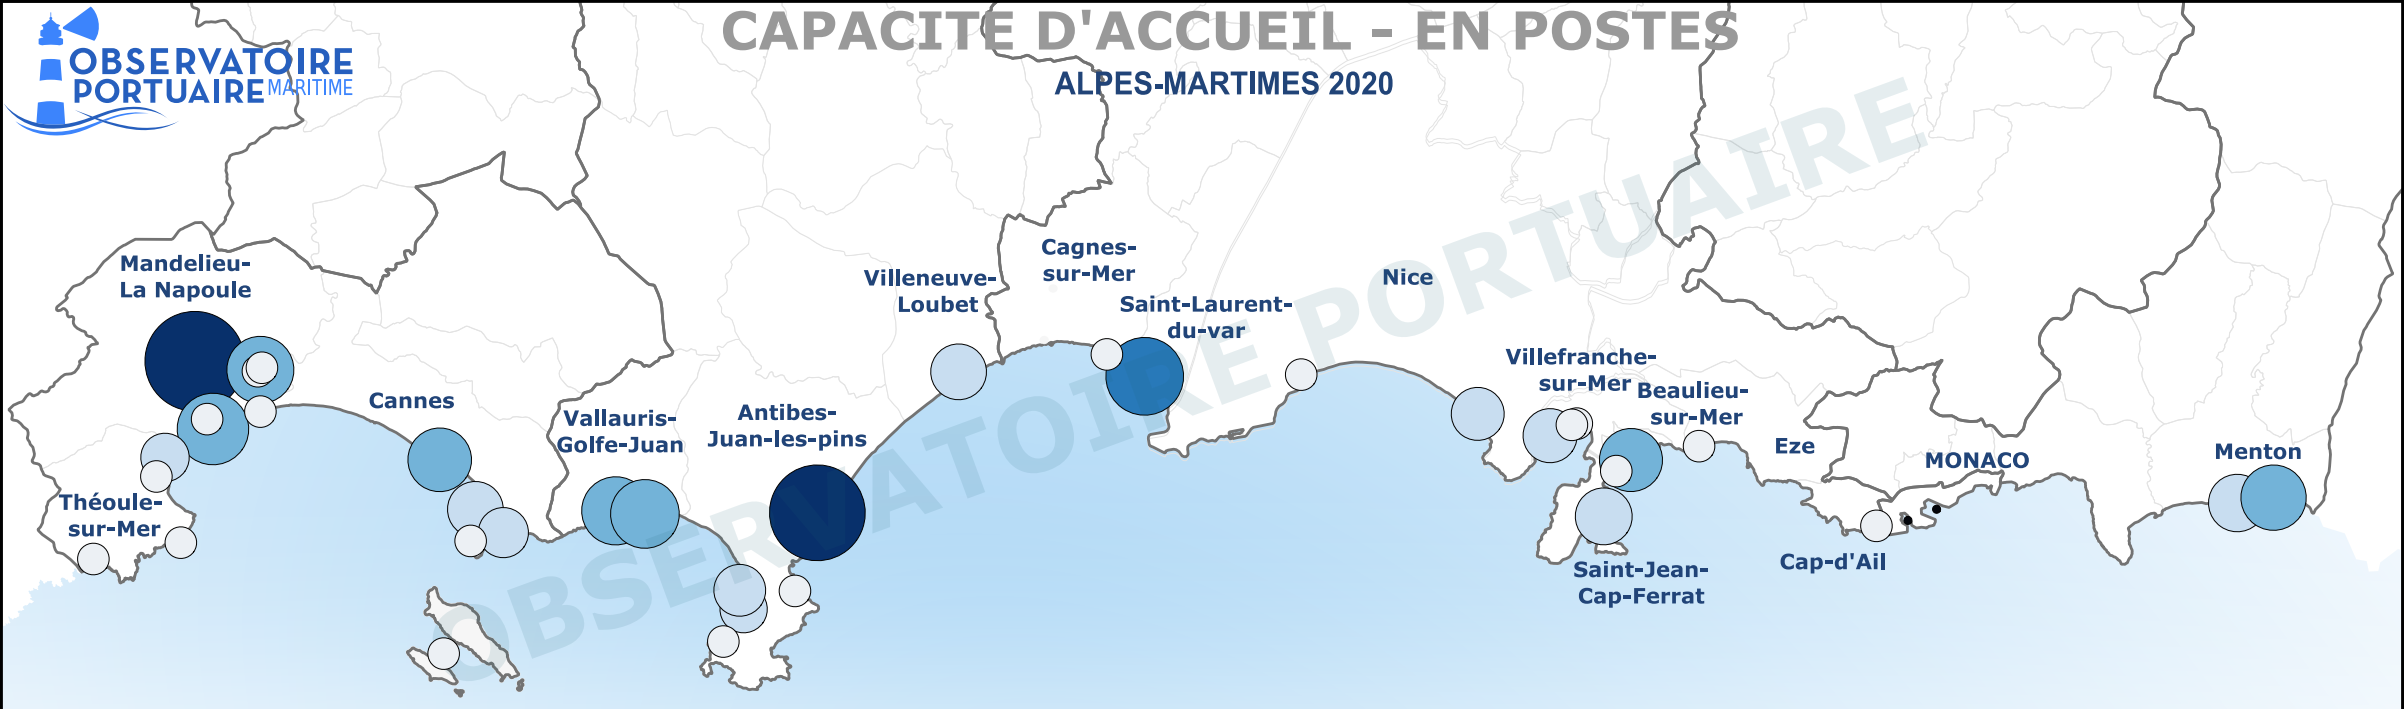 CAPACITE D'ACCUEIL - EN POSTES
OBSERVATOIRE
PORTUAIRE MARITIME
ALPES-MARTIMES 2020
Mandelieu-
La Napoule
Cagnes-
sur-Mer
Villeneuve-
Loubet
Nice
Saint-Laurent-
du-var
Villefranche-
sur-Mer
Beaulieu-
sur-Mer
Cannes
Vallauris-
Golfe-Juan
Antibes-
Juan-les-pins
Eze
MONACO
Menton
Théoule-
sur-Mer
Cap-d'Ail
Saint-Jean-
Cap-Ferrat
OBSERVATOIRE PORTUAIRE